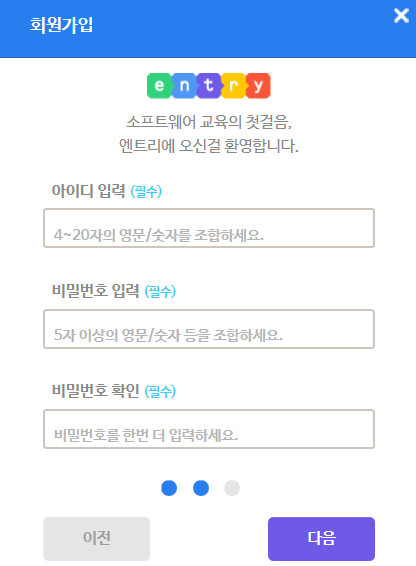 회원가입
entry
소프트웨어 교육의 첫걸음,
엔트리에 오신걸 환영합니다.
아이디 입력 (필수)
4~20자의 영문/숫자를 조합하세요.
비밀번호 입력 (필수)
5자 이상의 영문/숫자 등을 조합하세요.
비밀번호 확인 (필수)
비밀번호를 한번 더 입력하세요.
이전 다음